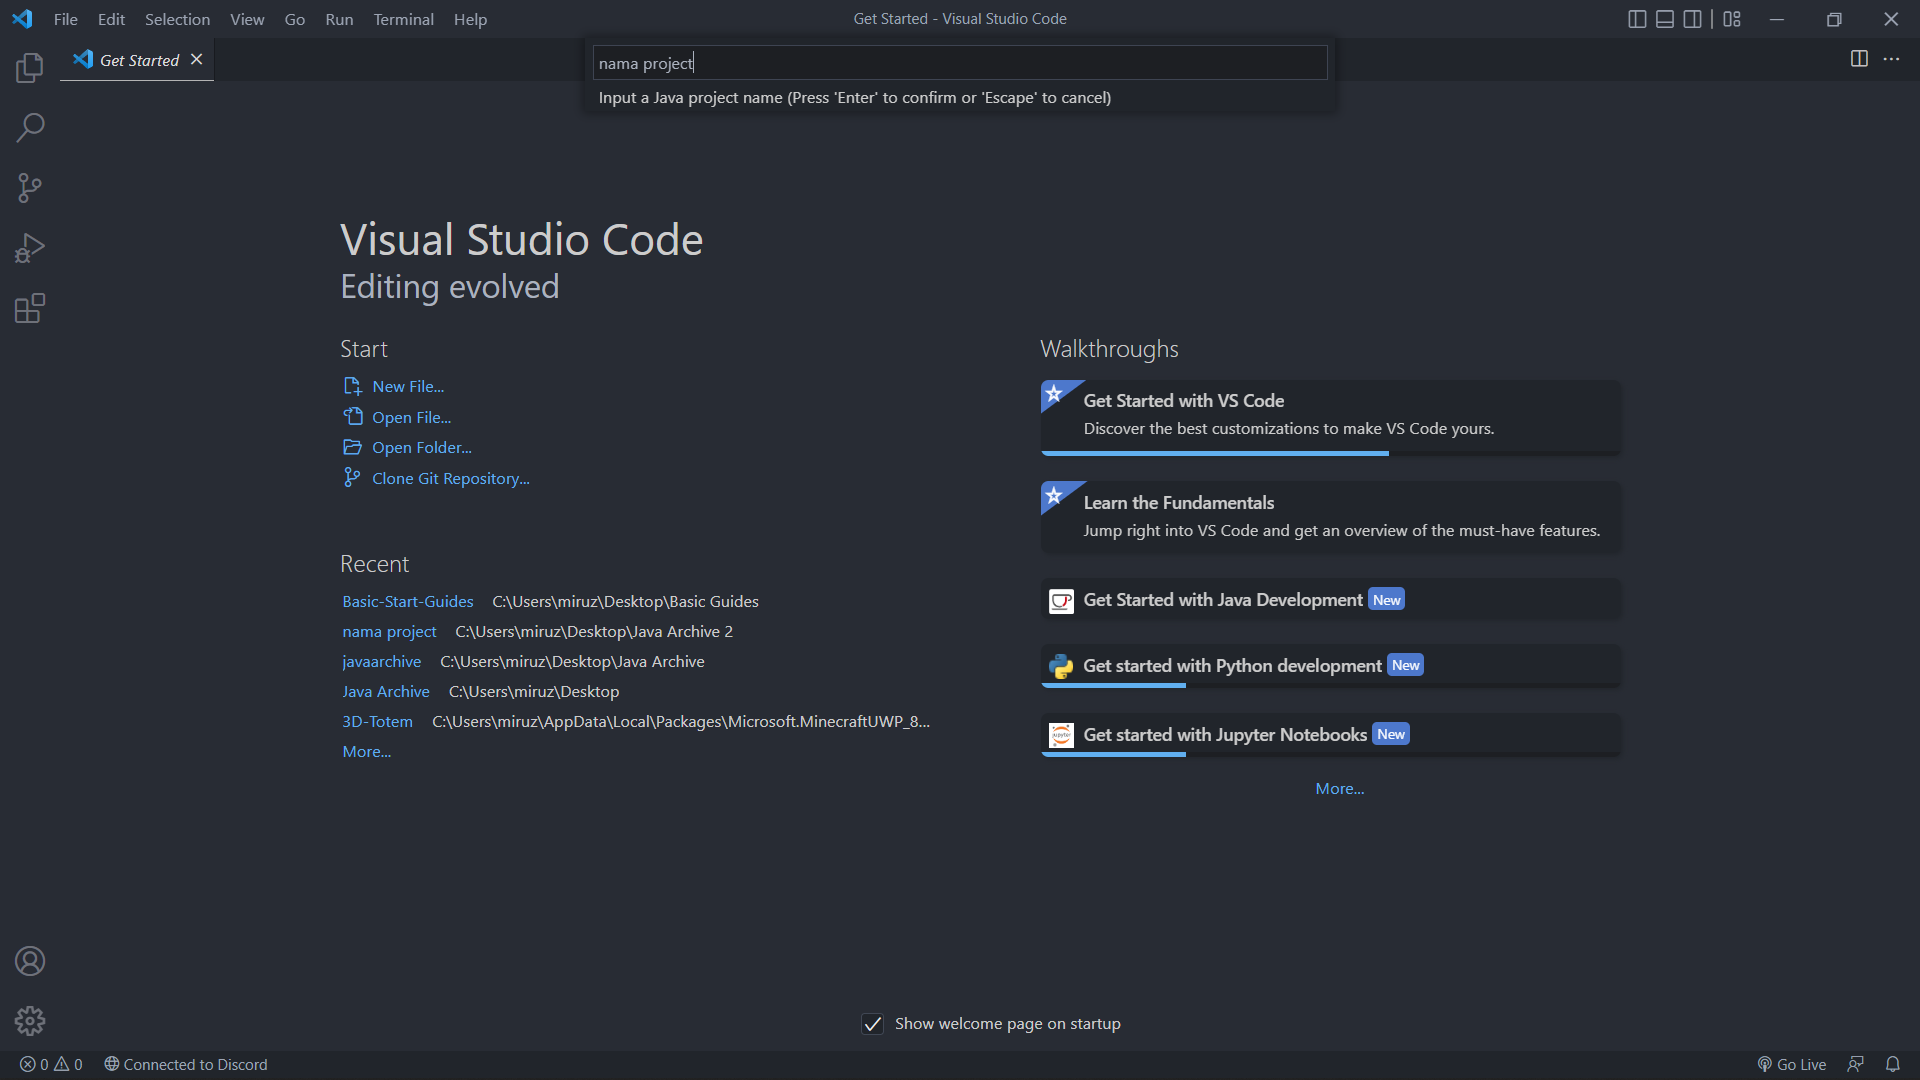 File Edit Selection View Go Run Terminal Help
Get Started - Visual Studio Code
Get Started
nama project
Input a Java project name (Press 'Enter' to confirm or 'Escape' to cancel)
Visual Studio Code
Editing evolved
Start
New File...
Open File...
Open Folder...
Clone Git Repository...
Recent
Basic-Start-Guides C:\Users\miruz\Desktop\Basic Guides
nama project C:\Users\miruz\Desktop\Java Archive 2
javaarchive C:\Users\miruz\Desktop\Java Archive
Java Archive C:\Users\miruz\Desktop
3D-Totem C:\Users\miruz\AppData\Local\Packages\Microsoft.MinecraftUWP_8...
More...
Walkthroughs
Get Started with VS Code
Discover the best customizations to make VS Code yours.
Learn the Fundamentals
Jump right into VS Code and get an overview of the must-have features.
Get Started with Java Development New
Get started with Python development New
jupyter
Get started with Jupyter Notebooks New
More...
Show welcome page on startup
0 0 Connected to Discord
Go Live